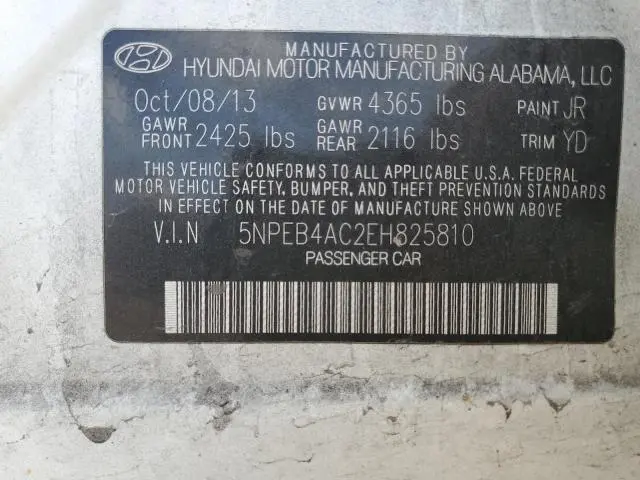 MANUFACTURED BY
HYUNDAI MOTOR MANUFACTURING ALABAMA, LLC
Oct/08/13 GVWR 4365 lbs PAINT JR
GAWR FRONT 2425 lbs GAWR REAR 2116 lbs TRIM YD
THIS VEHICLE CONFORMS TO ALL APPLICABLE U.S.A. FEDERAL
MOTOR VEHICLE SAFETY, BUMPER, AND THEFT PREVENTION STANDARDS
IN EFFECT ON THE DATE OF MANUFACTURE SHOWN ABOVE
V.I.N 5NPEB4AC2EH825810
PASSENGER CAR